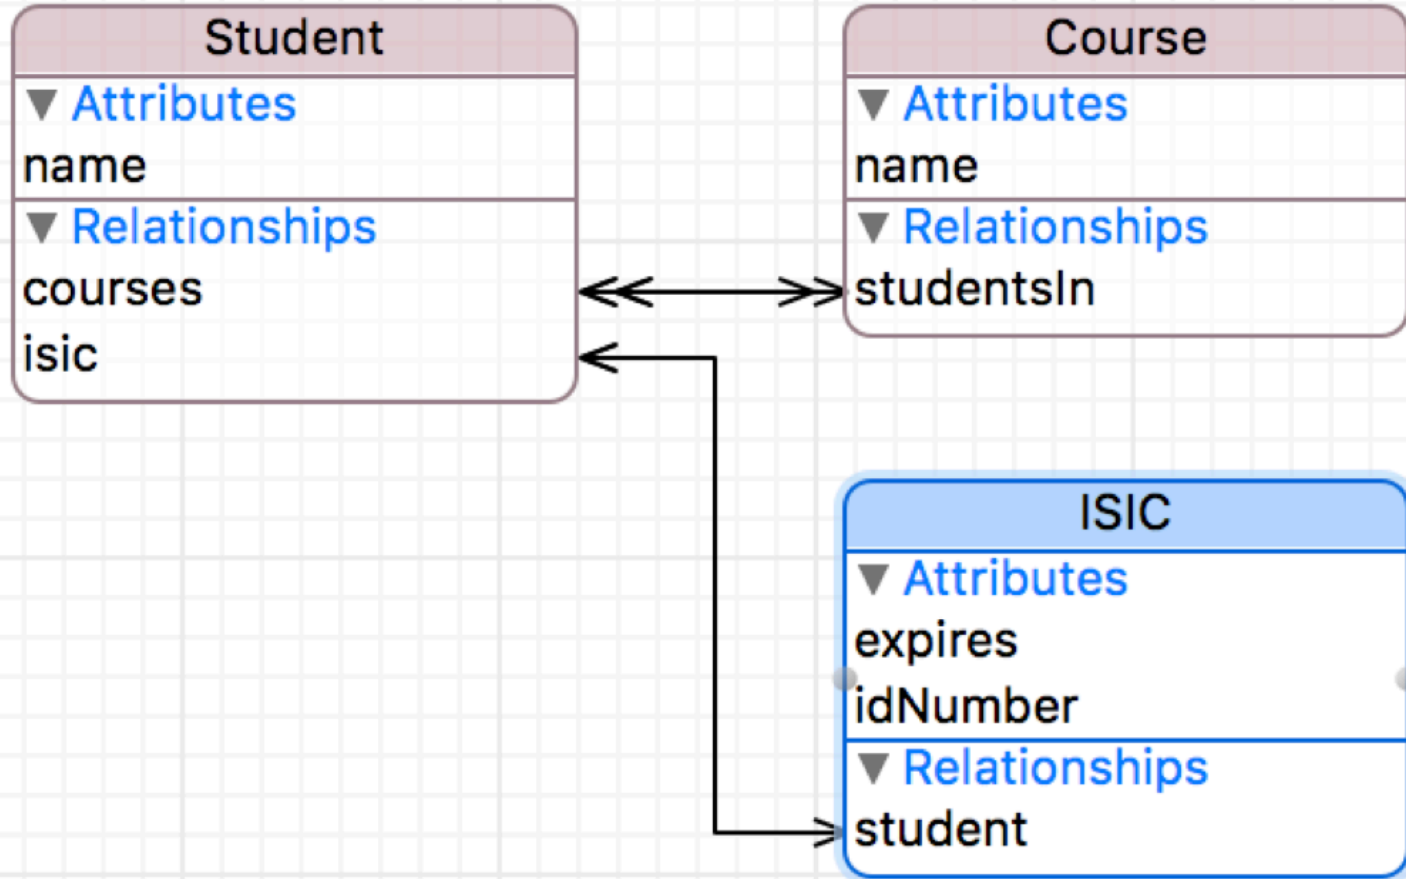 Student
▼ Attributes
name
▼ Relationships
courses
isic
Course
▼ Attributes
name
▼ Relationships
studentsIn
ISIC
▼ Attributes
expires
idNumber
▼ Relationships
student